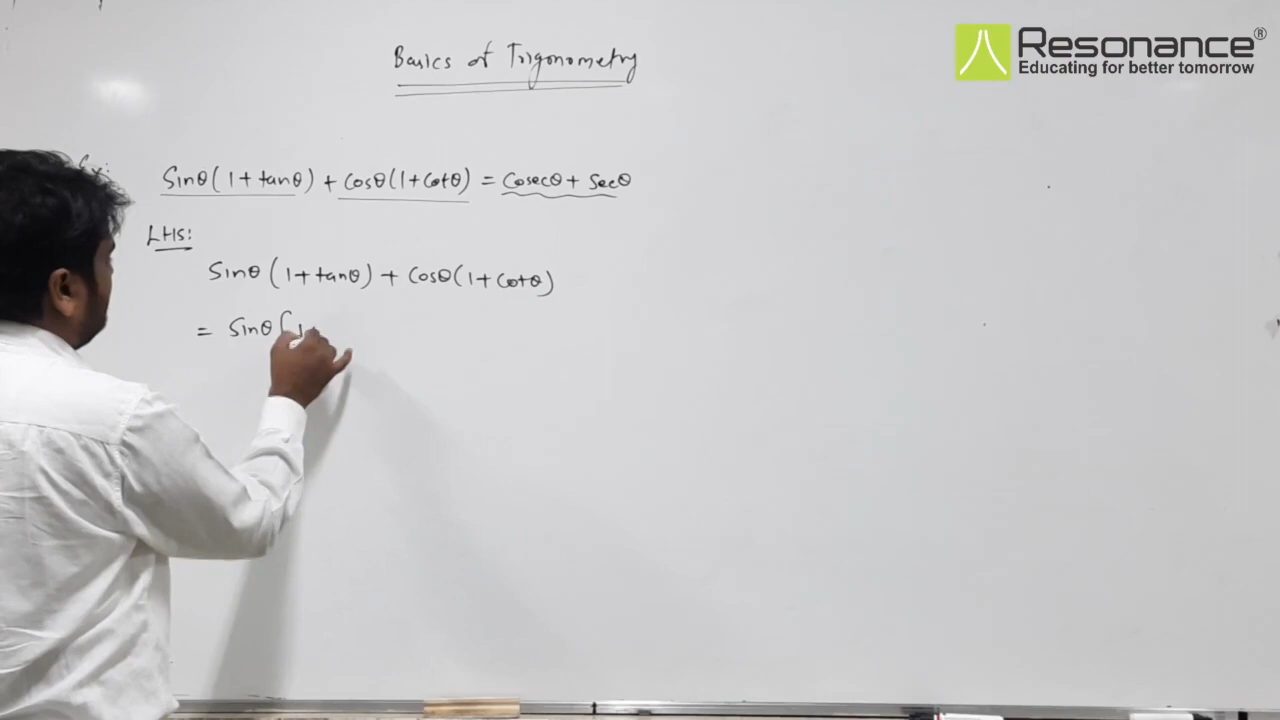 Resonance®
Educating for better tomorrow
Basics of Trigonometry
Ex:
Sinθ(1+tanθ) + Cosθ(1+Cotθ) = Cosecθ + Secθ
LHS:
Sinθ(1+tanθ) + Cosθ(1+Cotθ)
= Sinθ(1